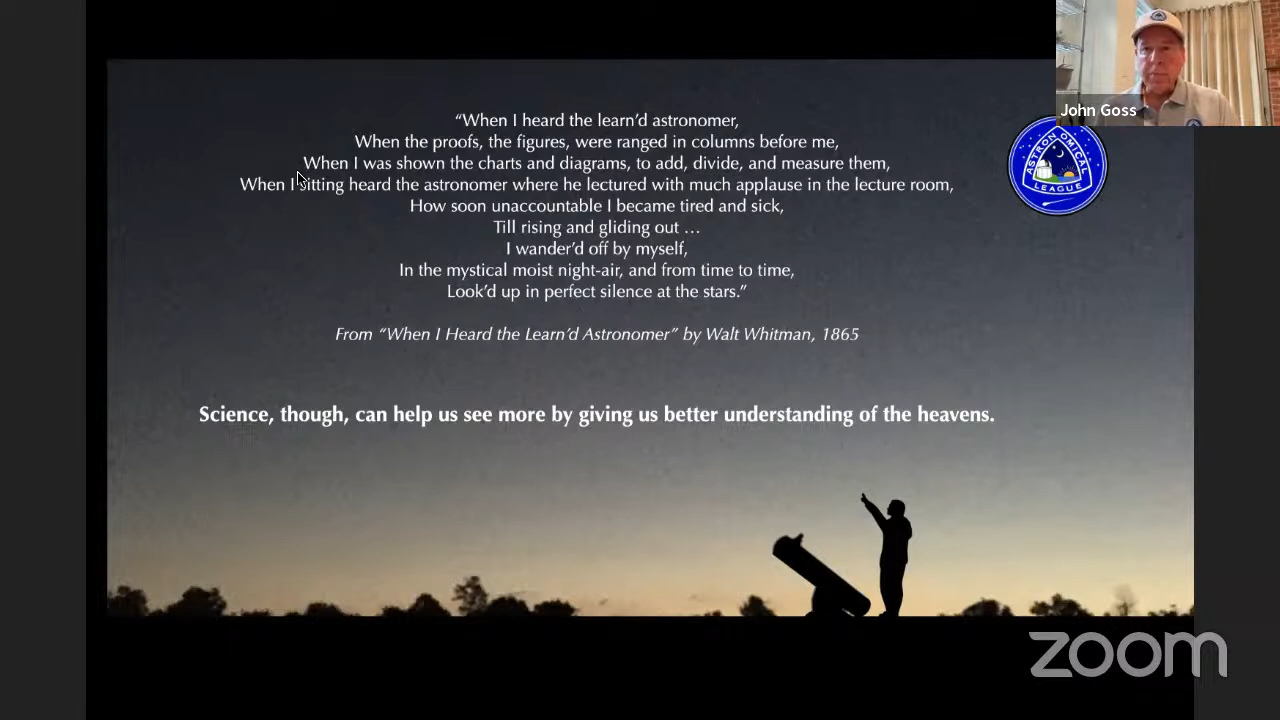 "When I heard the learn'd astronomer,
When the proofs, the figures, were ranged in columns before me,
When I was shown the charts and diagrams, to add, divide, and measure them,
When I sitting heard the astronomer where he lectured with much applause in the lecture room,
How soon unaccountable I became tired and sick,
Till rising and gliding out …
I wander'd off by myself,
In the mystical moist night-air, and from time to time,
Look'd up in perfect silence at the stars."
From "When I Heard the Learn'd Astronomer" by Walt Whitman, 1865
Science, though, can help us see more by giving us better understanding of the heavens.
John Goss
ASTRONOMICAL
LEAGUE
zoom